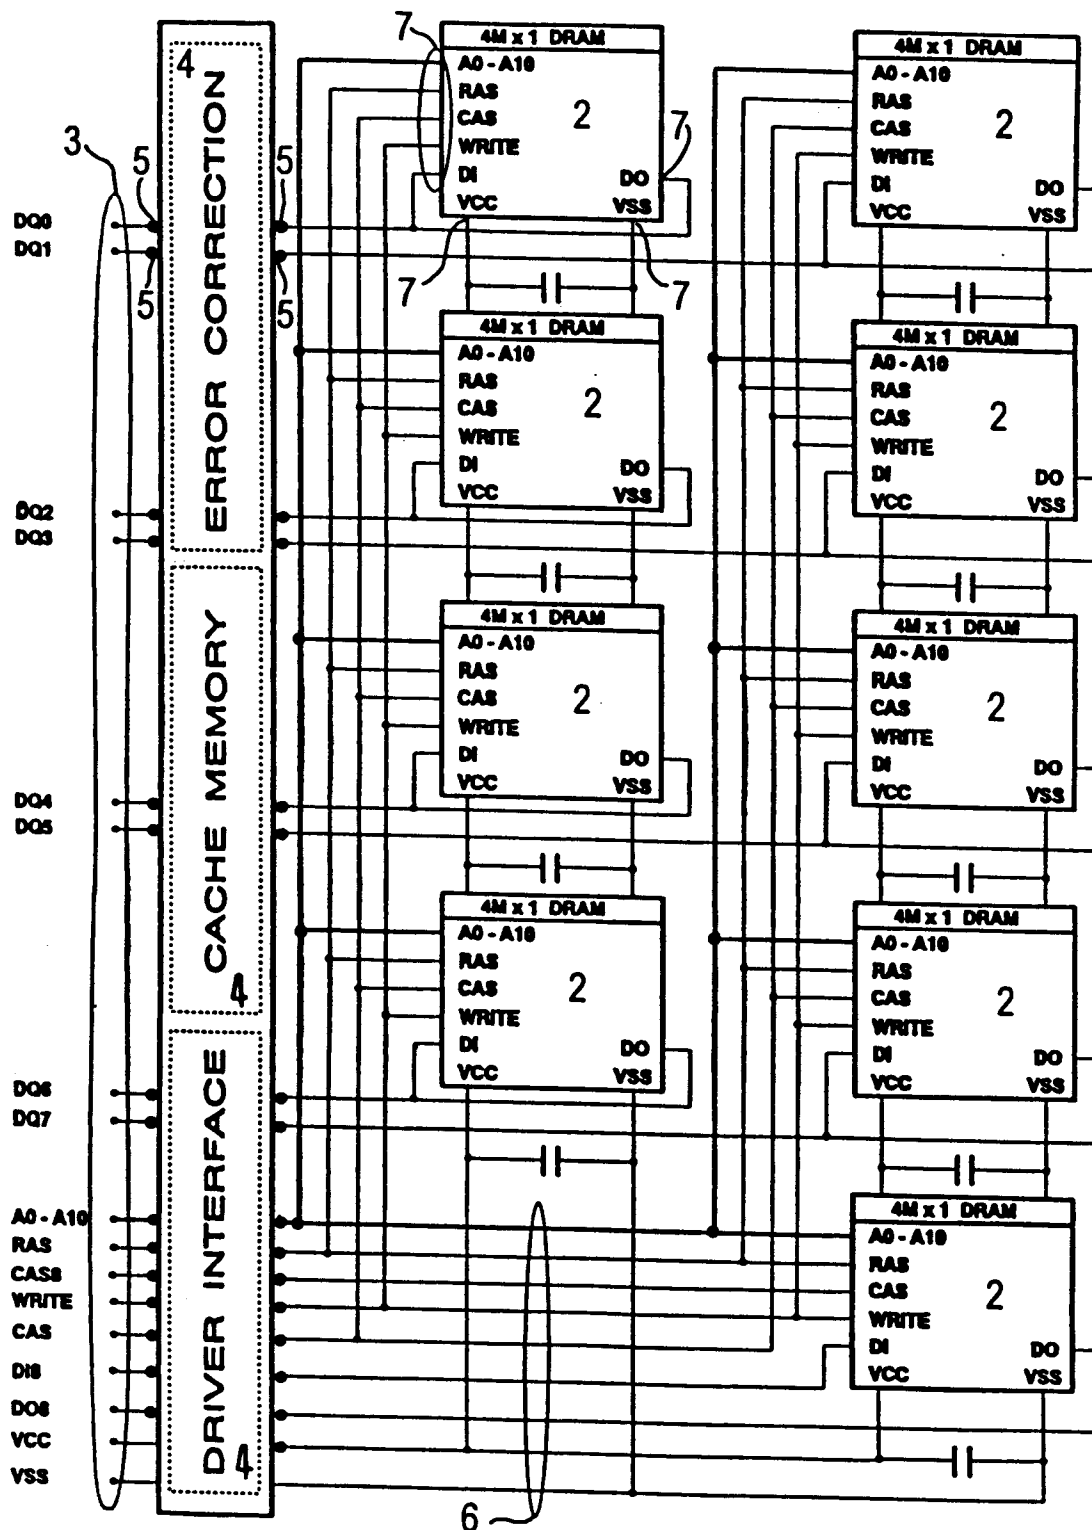 4
ERROR CORRECTION
CACHE MEMORY
4
DRIVER INTERFACE
4
3
5
5
5
5
DQ0
DQ1
DQ2
DQ3
DQ4
DQ5
DQ6
DQ7
A0 - A10
RAS
CAS8
WRITE
CAS
DI8
DO8
VCC
VSS
7
7
7
7
6
4M x 1 DRAM
A0 - A10
RAS
CAS
2
WRITE
DI
DO
VCC
VSS
4M x 1 DRAM
A0 - A10
RAS
CAS
2
WRITE
DI
DO
VCC
VSS
4M x 1 DRAM
A0 - A10
RAS
CAS
2
WRITE
DI
DO
VCC
VSS
4M x 1 DRAM
A0 - A10
RAS
CAS
2
WRITE
DI
DO
VCC
VSS
4M x 1 DRAM
A0 - A10
RAS
CAS
2
WRITE
DI
DO
VCC
VSS
4M x 1 DRAM
A0 - A10
RAS
CAS
2
WRITE
DI
DO
VCC
VSS
4M x 1 DRAM
A0 - A10
RAS
CAS
2
WRITE
DI
DO
VCC
VSS
4M x 1 DRAM
A0 - A10
RAS
CAS
2
WRITE
DI
DO
VCC
VSS
4M x 1 DRAM
A0 - A10
RAS
CAS
2
WRITE
DI
DO
VCC
VSS